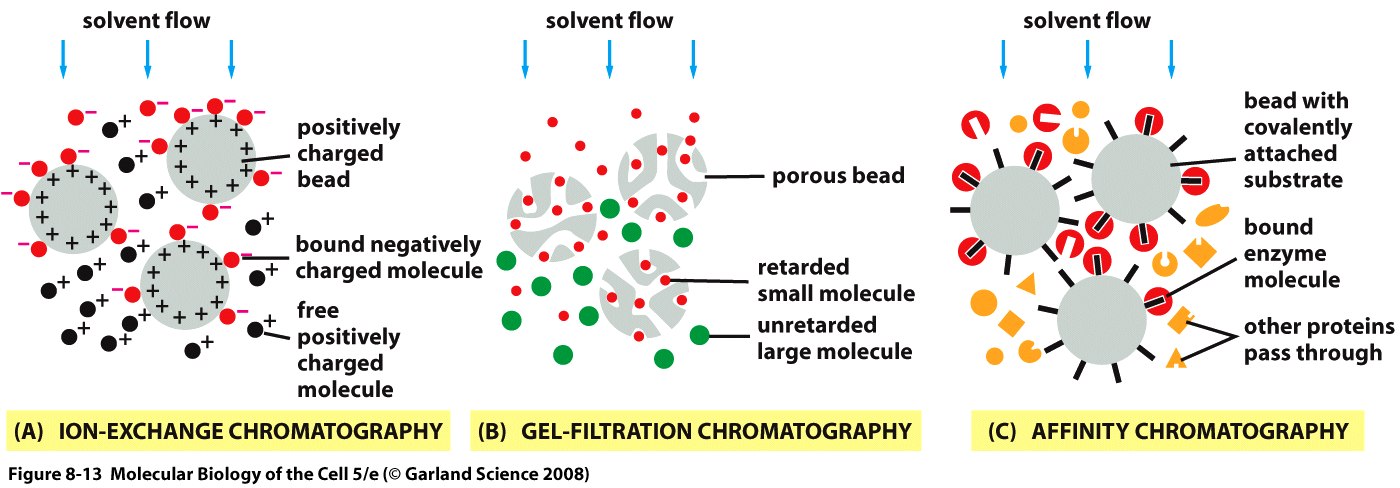 solvent flow
positively
charged
bead
bound negatively
charged molecule
free
positively
charged
molecule
(A) ION-EXCHANGE CHROMATOGRAPHY
solvent flow
porous bead
retarded
small molecule
unretarded
large molecule
(B) GEL-FILTRATION CHROMATOGRAPHY
solvent flow
bead with
covalently
attached
substrate
bound
enzyme
molecule
other proteins
pass through
(C) AFFINITY CHROMATOGRAPHY
Figure 8-13 Molecular Biology of the Cell 5/e (© Garland Science 2008)